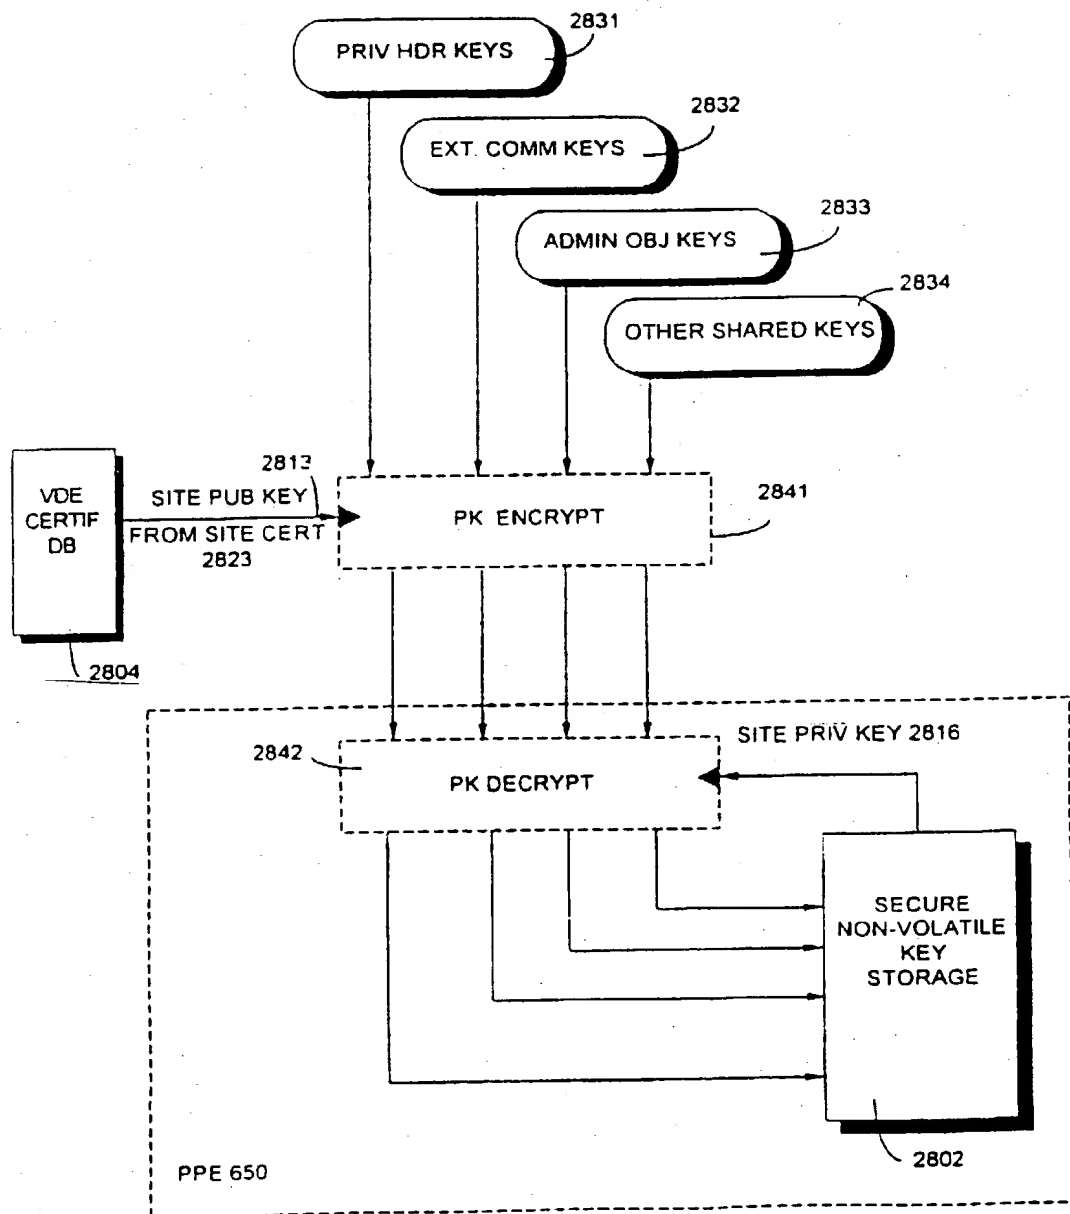 2831
PRIV HDR KEYS
2832
EXT. COMM KEYS
2833
ADMIN OBJ KEYS
2834
OTHER SHARED KEYS
2813
VDE
CERTIF
DB
SITE PUB KEY
FROM SITE CERT
2823
PK ENCRYPT
2841
2804
SITE PRIV KEY 2816
2842
PK DECRYPT
SECURE
NON-VOLATILE
KEY
STORAGE
2802
PPE 650